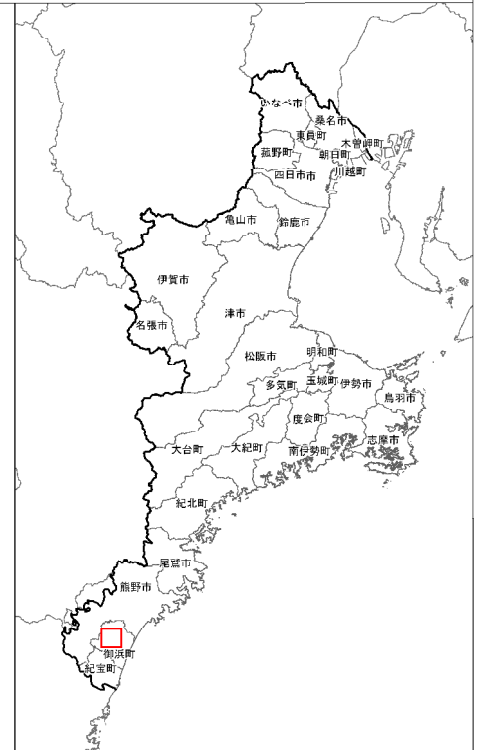 いなべ市
桑名市
東員町
木曽岬町
菰野町
朝日町
川越町
四日市市
亀山市
鈴鹿市
伊賀市
津市
名張市
明和町
松阪市
玉城町
伊勢市
多気町
鳥羽市
度会町
志摩市
大台町
大紀町
南伊勢町
紀北町
尾鷲市
熊野市
御浜町
紀宝町